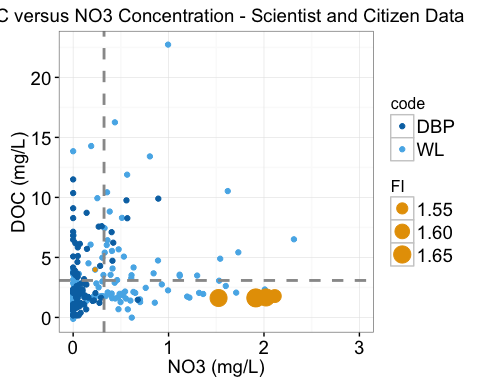 C versus NO3 Concentration - Scientist and Citizen Data
DOC (mg/L)
20
15
10
5
0
0 1 2 3
NO3 (mg/L)
code
DBP
WL
FI
1.55
1.60
1.65